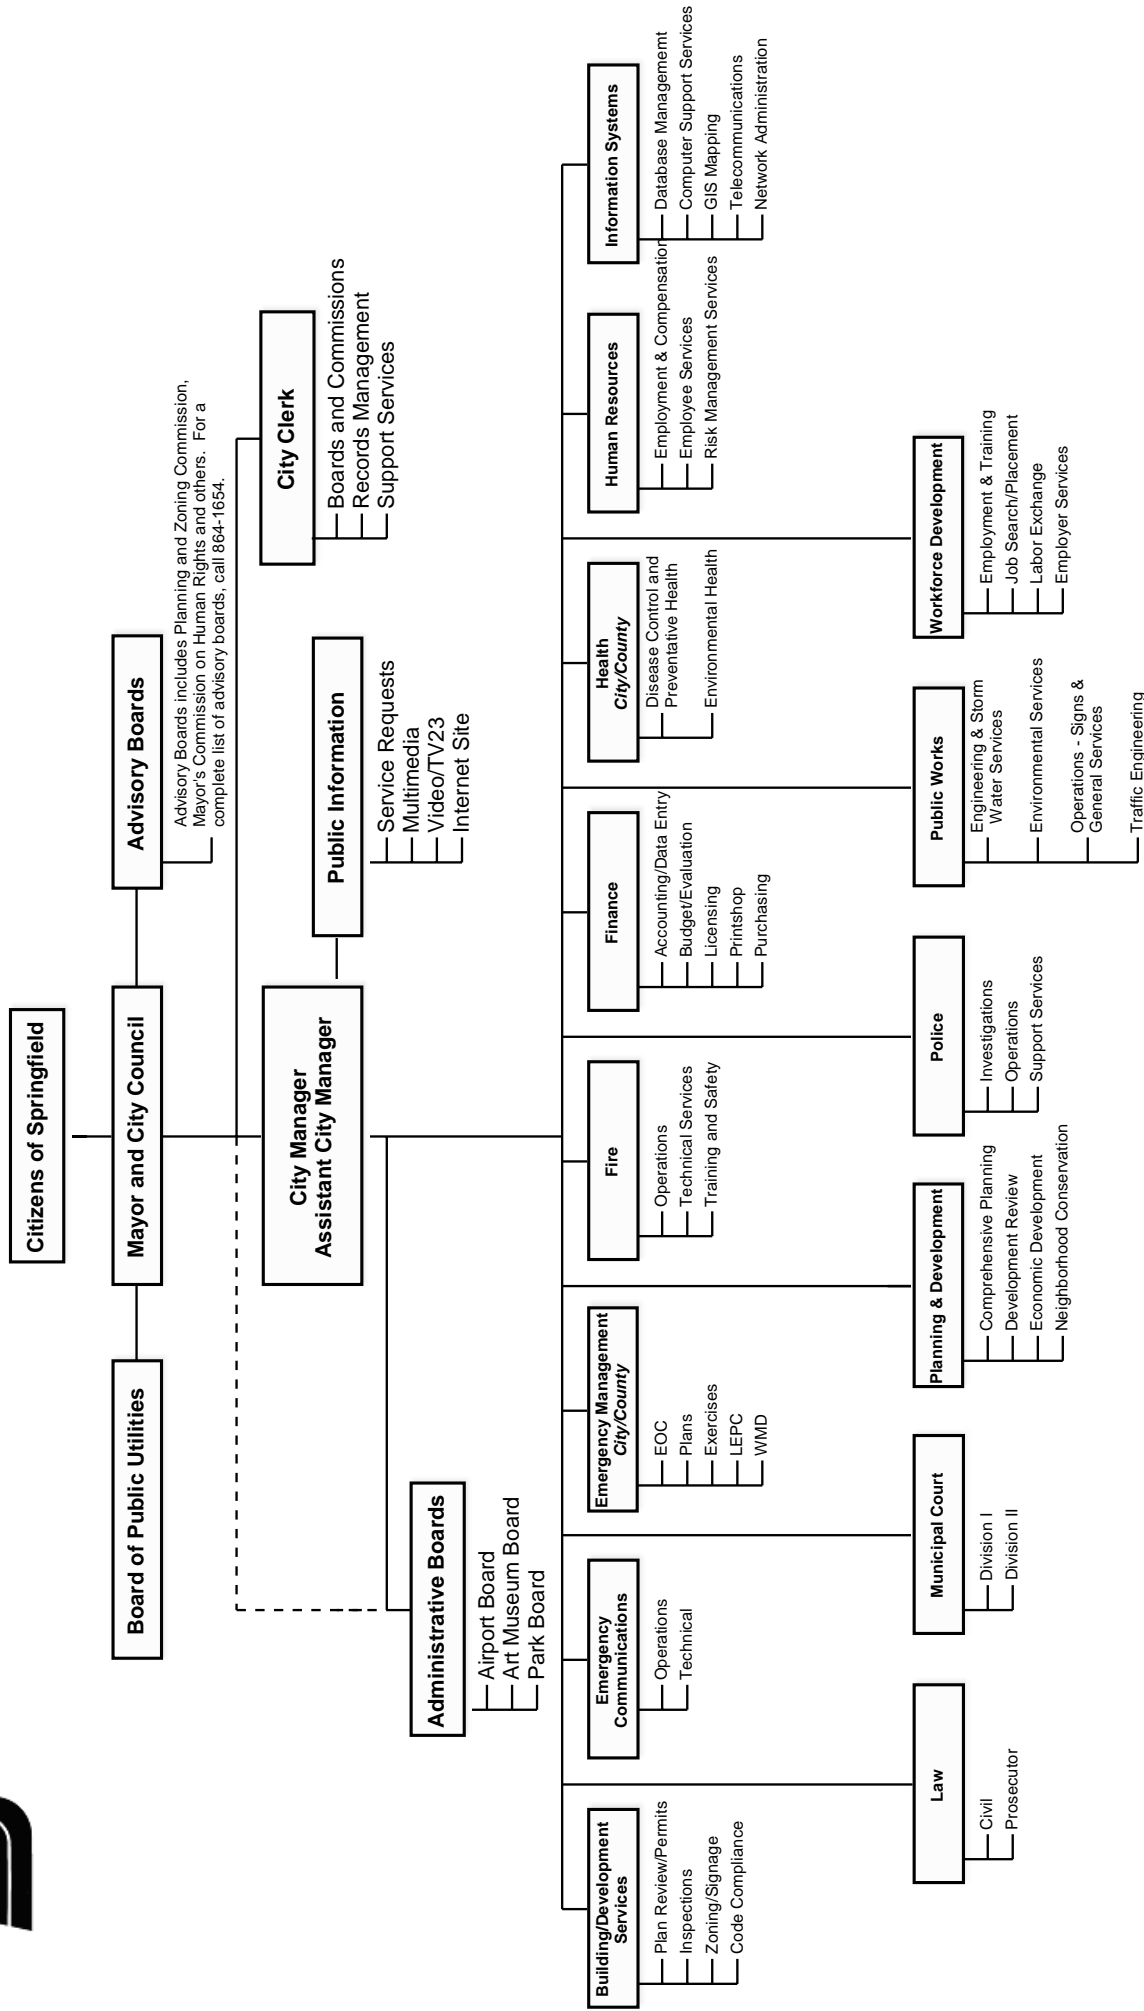 Citizens of Springfield
Board of Public Utilities
Mayor and City Council
Advisory Boards
Advisory Boards includes Planning and Zoning Commission,
Mayor's Commission on Human Rights and others.  For a
complete list of advisory boards, call 864-1654.
City Manager
Assistant City Manager
City Clerk
Boards and Commissions
Records Management
Support Services
Public Information
Service Requests
Multimedia
Video/TV23
Internet Site
Administrative Boards
Airport Board
Art Museum Board
Park Board
Building/Development
Services
Plan Review/Permits
Inspections
Zoning/Signage
Code Compliance
Emergency
Communications
Operations
Technical
Emergency Management
City/County
EOC
Plans
Exercises
LEPC
WMD
Fire
Operations
Technical Services
Training and Safety
Finance
Accounting/Data Entry
Budget/Evaluation
Licensing
Printshop
Purchasing
Health
City/County
Disease Control and
Preventative Health
Environmental Health
Human Resources
Employment & Compensation
Employee Services
Risk Management Services
Information Systems
Database Managememt
Computer Support Services
GIS Mapping
Telecommunications
Network Administration
Law
Civil
Prosecutor
Municipal Court
Division I
Division II
Planning & Development
Comprehensive Planning
Development Review
Economic Development
Neighborhood Conservation
Police
Investigations
Operations
Support Services
Public Works
Engineering & Storm
Water Services
Environmental Services
Operations - Signs &
General Services
Traffic Engineering
Workforce Development
Employment & Training
Job Search/Placement
Labor Exchange
Employer Services